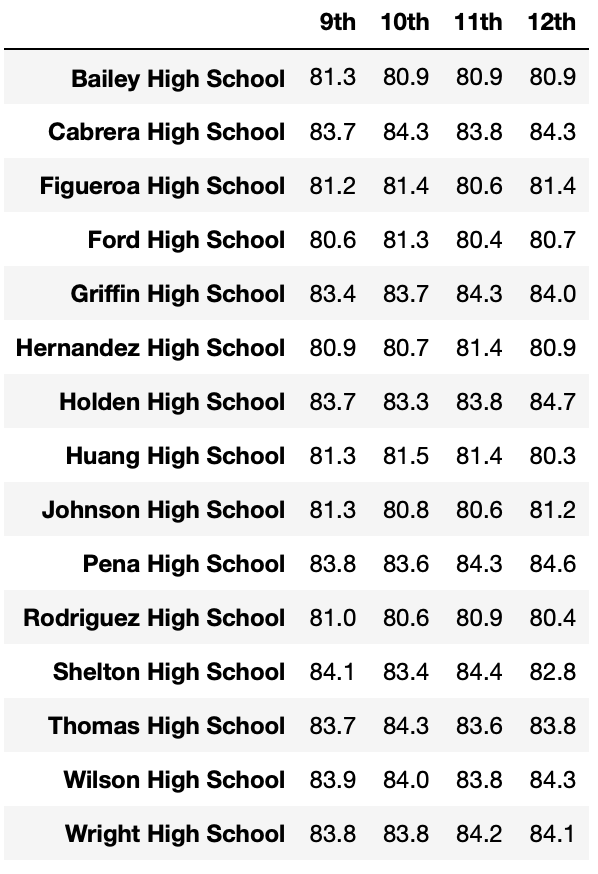 9th 10th 11th 12th
Bailey High School 81.3 80.9 80.9 80.9
Cabrera High School 83.7 84.3 83.8 84.3
Figueroa High School 81.2 81.4 80.6 81.4
Ford High School 80.6 81.3 80.4 80.7
Griffin High School 83.4 83.7 84.3 84.0
Hernandez High School 80.9 80.7 81.4 80.9
Holden High School 83.7 83.3 83.8 84.7
Huang High School 81.3 81.5 81.4 80.3
Johnson High School 81.3 80.8 80.6 81.2
Pena High School 83.8 83.6 84.3 84.6
Rodriguez High School 81.0 80.6 80.9 80.4
Shelton High School 84.1 83.4 84.4 82.8
Thomas High School 83.7 84.3 83.6 83.8
Wilson High School 83.9 84.0 83.8 84.3
Wright High School 83.8 83.8 84.2 84.1